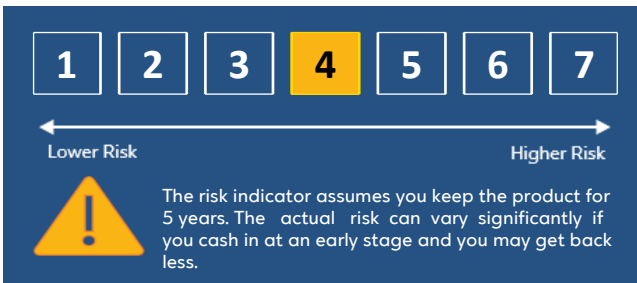 1 2 3 4 5 6 7
Lower Risk Higher Risk
!
The risk indicator assumes you keep the product for
5 years. The actual risk can vary significantly if
you cash in at an early stage and you may get back
less.